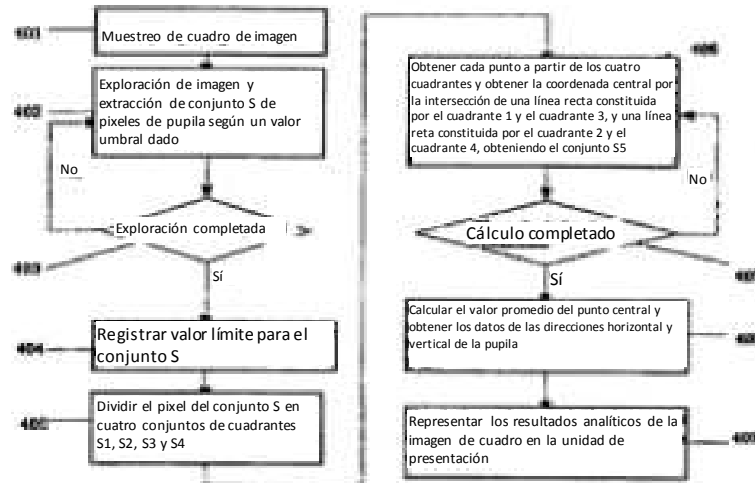 401
Muestreo de cuadro de imagen
402
Exploración de imagen y
extracción de conjunto S de
pixeles de pupila según un valor
umbral dado
No
Exploración completada
403
Sí
404
Registrar valor límite para el
conjunto S
Dividir el pixel del conjunto S en
cuatro conjuntos de cuadrantes
S1, S2, S3 y S4
Obtener cada punto a partir de los cuatro
cuadrantes y obtener la coordenada central por
la intersección de una línea recta constituida
por el cuadrante 1 y el cuadrante 3, y una línea
reta constituida por el cuadrante 2 y el
cuadrante 4, obteniendo el conjunto S5
No
Cálculo completado
Sí
Calcular el valor promedio del punto central y
obtener los datos de las direcciones horizontal y
vertical de la pupila
Representar los resultados analíticos de la
imagen de cuadro en la unidad de
presentación